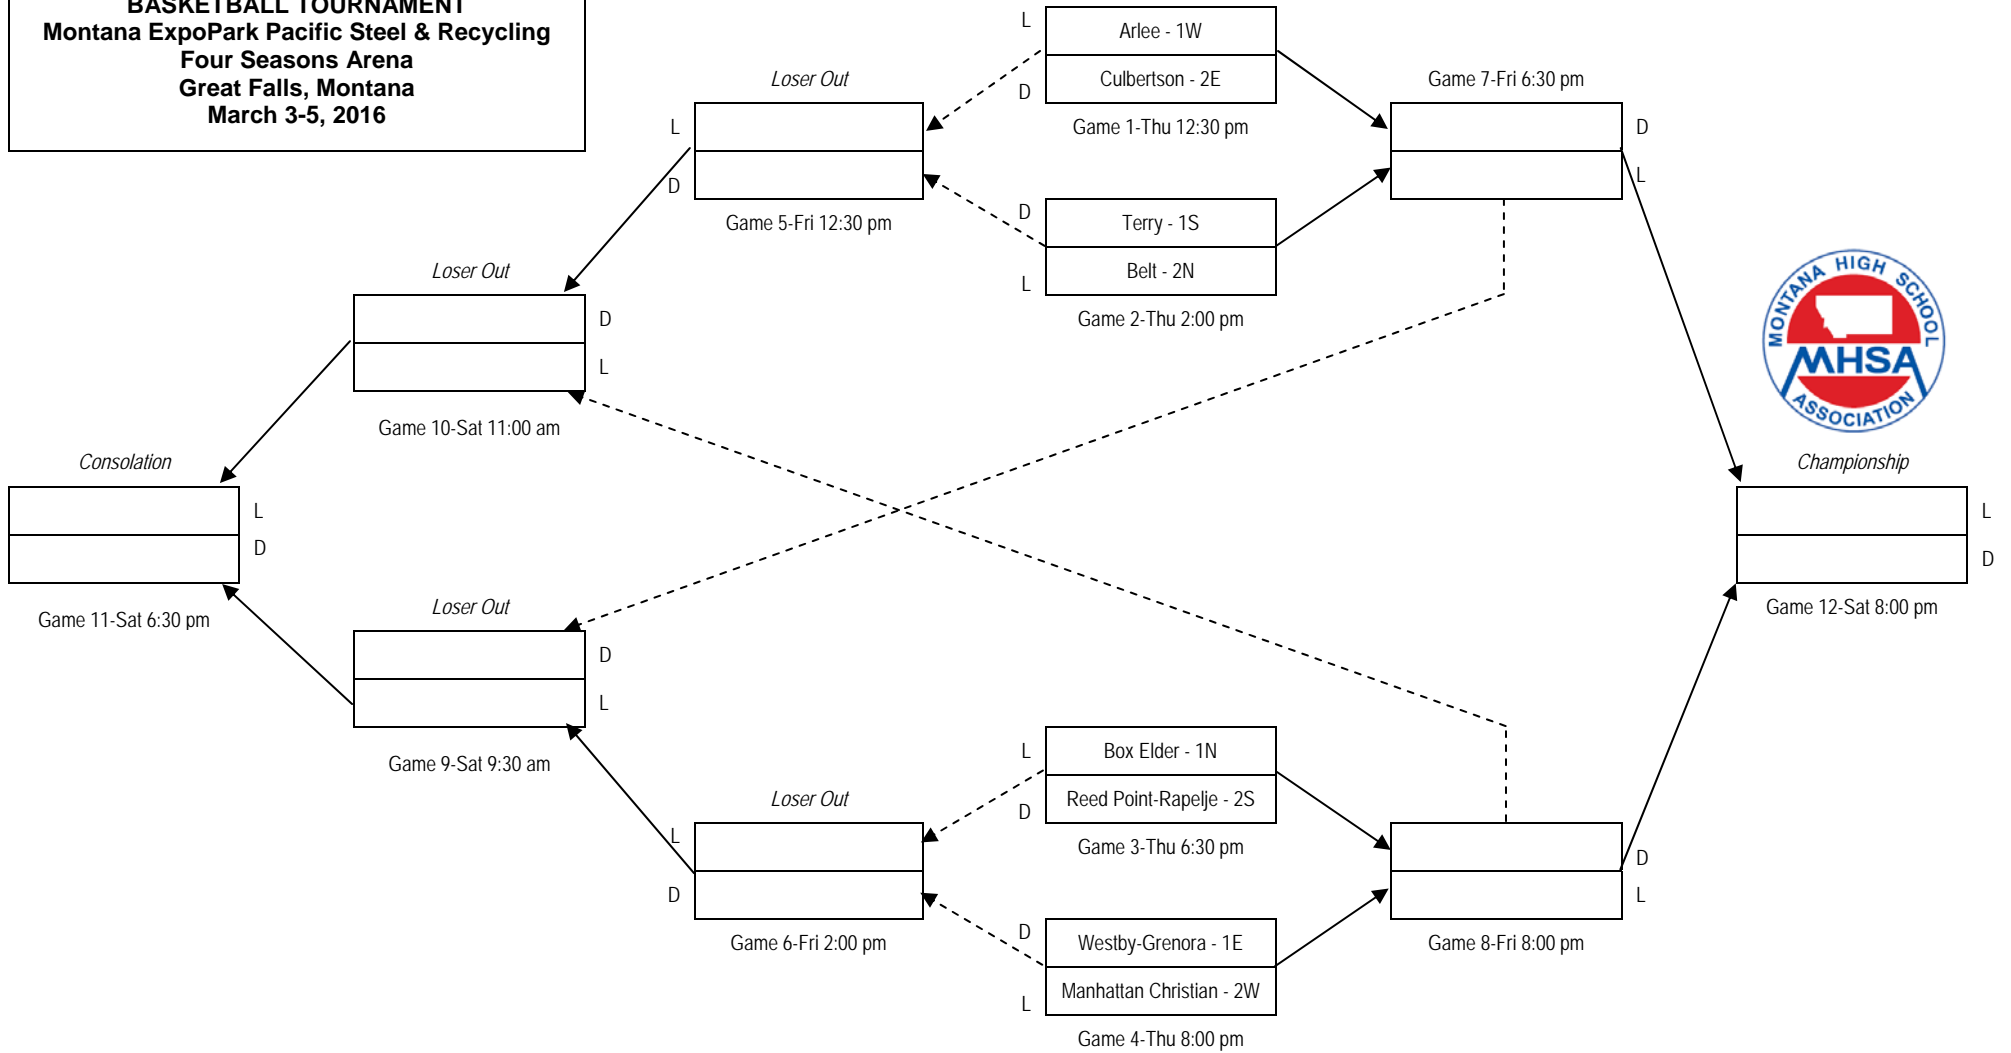 BASKETBALL TOURNAMENT
Montana ExpoPark Pacific Steel & Recycling
Four Seasons Arena
Great Falls, Montana
March 3-5, 2016
L
Arlee - 1W
Culbertson - 2E
D
Game 1-Thu 12:30 pm
Loser Out
L
D
Game 5-Fri 12:30 pm
D
Terry - 1S
Belt - 2N
L
Game 2-Thu 2:00 pm
Game 7-Fri 6:30 pm
D
L
Loser Out
D
L
Game 10-Sat 11:00 am
MONTANA HIGH SCHOOL
MHSA
ASSOCIATION
Consolation
L
D
Game 11-Sat 6:30 pm
Championship
L
D
Game 12-Sat 8:00 pm
Loser Out
D
L
Game 9-Sat 9:30 am
L
Box Elder - 1N
Reed Point-Rapelje - 2S
D
Game 3-Thu 6:30 pm
Loser Out
L
D
Game 6-Fri 2:00 pm
D
Westby-Grenora - 1E
Manhattan Christian - 2W
L
Game 4-Thu 8:00 pm
D
L
Game 8-Fri 8:00 pm